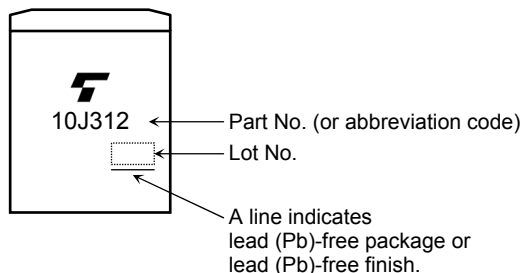 10J312
Part No. (or abbreviation code)
Lot No.
A line indicates
lead (Pb)-free package or
lead (Pb)-free finish.